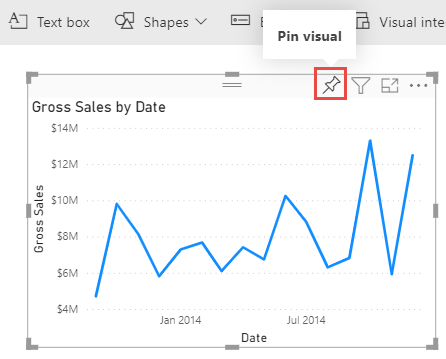 Text box
Shapes
Visual inte
Pin visual
Gross Sales by Date
$14M
$12M
$10M
$8M
$6M
$4M
Gross Sales
Jan 2014
Jul 2014
Date